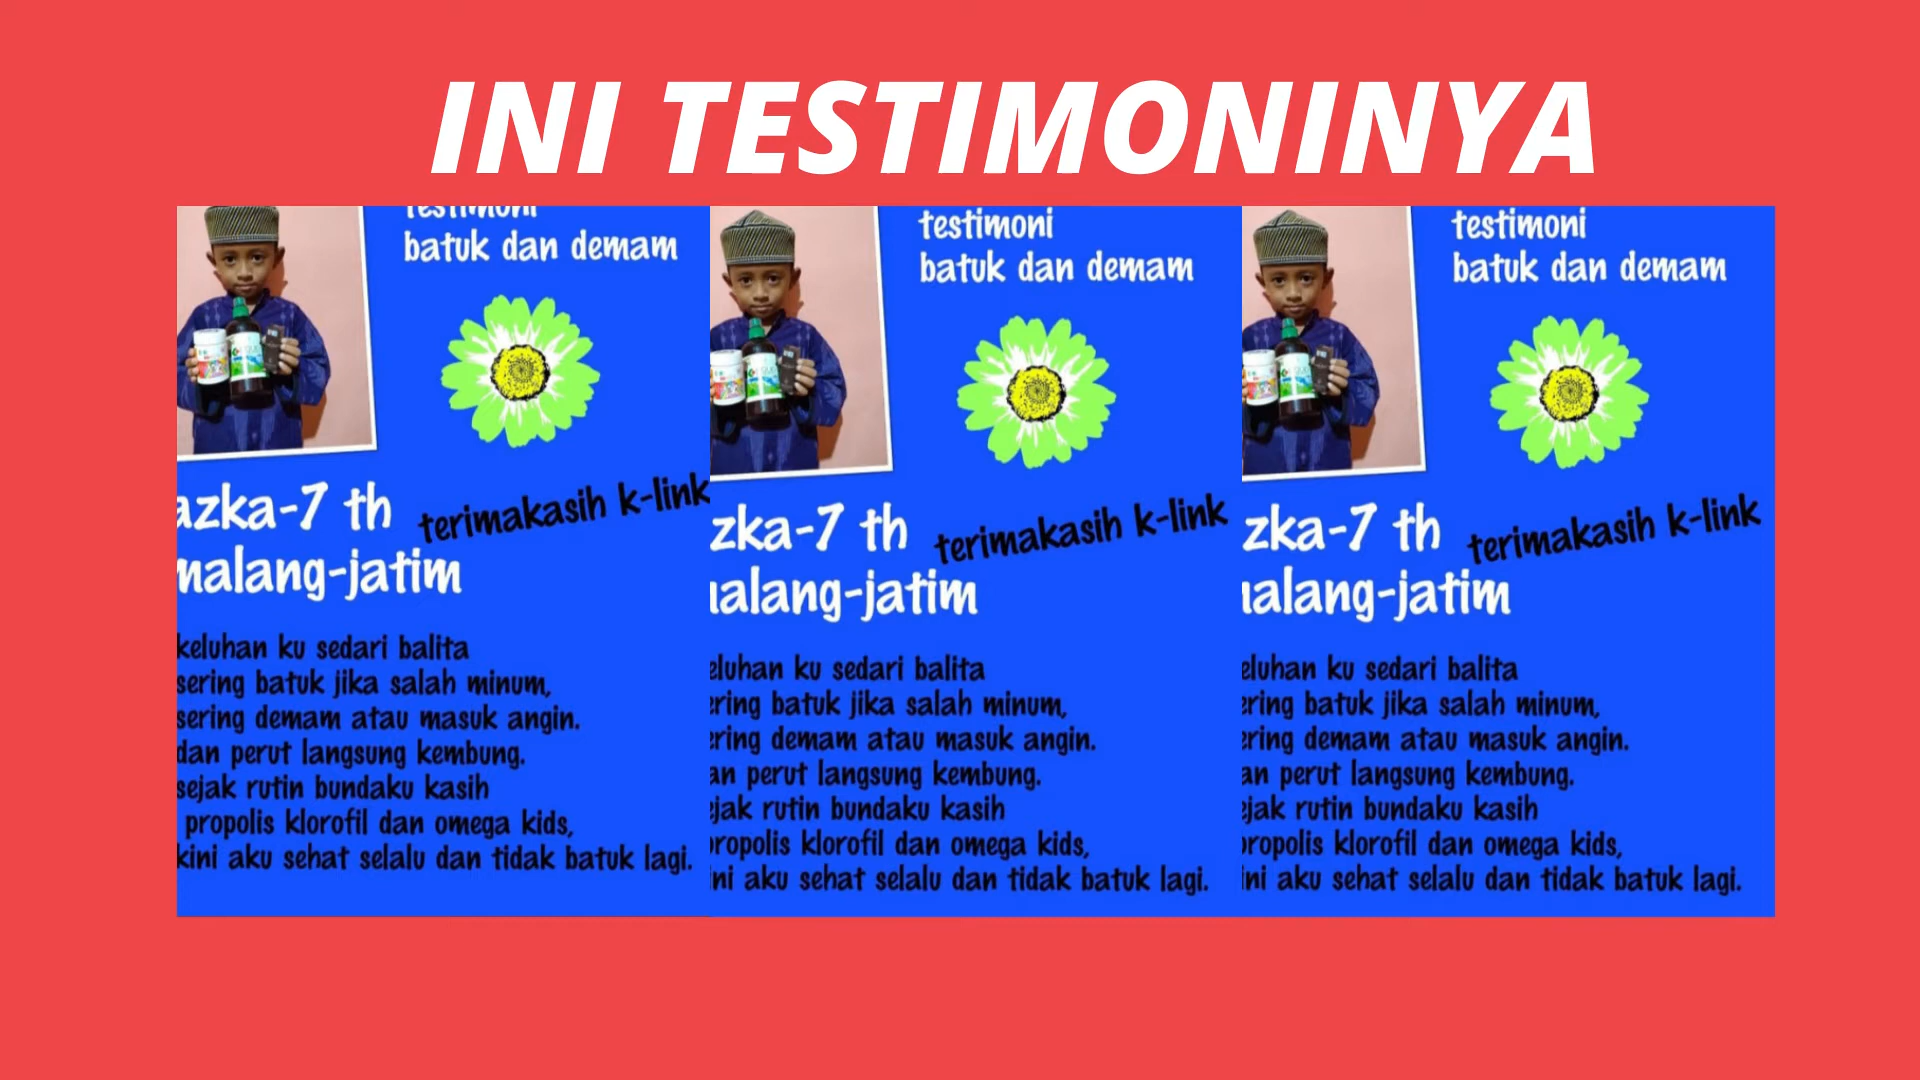 INI TESTIMONINYA
testimoni
batuk dan demam
azka-7 th
terimakasih k-link
malang-jatim
keluhan ku sedari balita
sering batuk jika salah minum,
sering demam atau masuk angin.
dan perut langsung kembung.
sejak rutin bundaku kasih
propolis klorofil dan omega kids,
kini aku sehat selalu dan tidak batuk lagi.
testimoni
batuk dan demam
zka-7 th
terimakasih k-link
alang-jatim
eluhan ku sedari balita
ering batuk jika salah minum,
ering demam atau masuk angin.
an perut langsung kembung.
ejak rutin bundaku kasih
propolis klorofil dan omega kids,
ini aku sehat selalu dan tidak batuk lagi.
testimoni
batuk dan demam
zka-7 th
terimakasih k-link
alang-jatim
eluhan ku sedari balita
ering batuk jika salah minum,
ering demam atau masuk angin.
an perut langsung kembung.
ejak rutin bundaku kasih
propolis klorofil dan omega kids,
ini aku sehat selalu dan tidak batuk lagi.